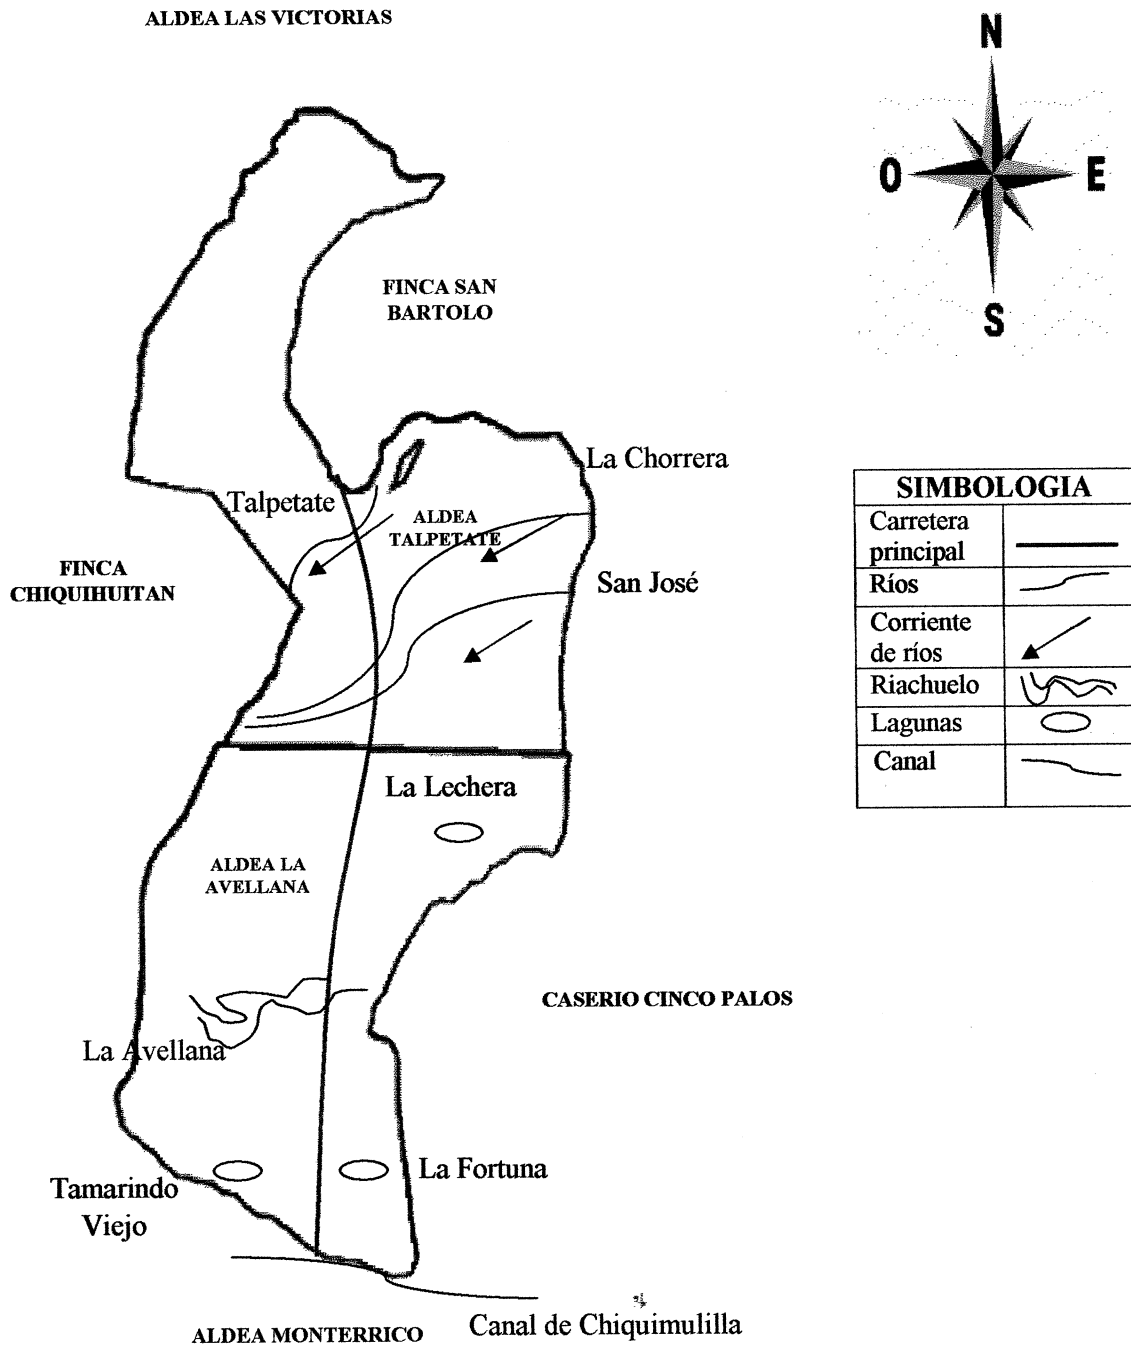 ALDEA LAS VICTORIAS
N
O
E
S
FINCA SAN
BARTOLO
La Chorrera
Talpetate
ALDEA
TALPETATE
FINCA
CHIQUIHUITAN
San José
SIMBOLOGIA
Carretera
principal
Ríos
Corriente
de ríos
Riachuelo
Lagunas
Canal
La Lechera
ALDEA LA
AVELLANA
CASERIO CINCO PALOS
La Avellana
La Fortuna
Tamarindo
Viejo
Canal de Chiquimulilla
ALDEA MONTERRICO